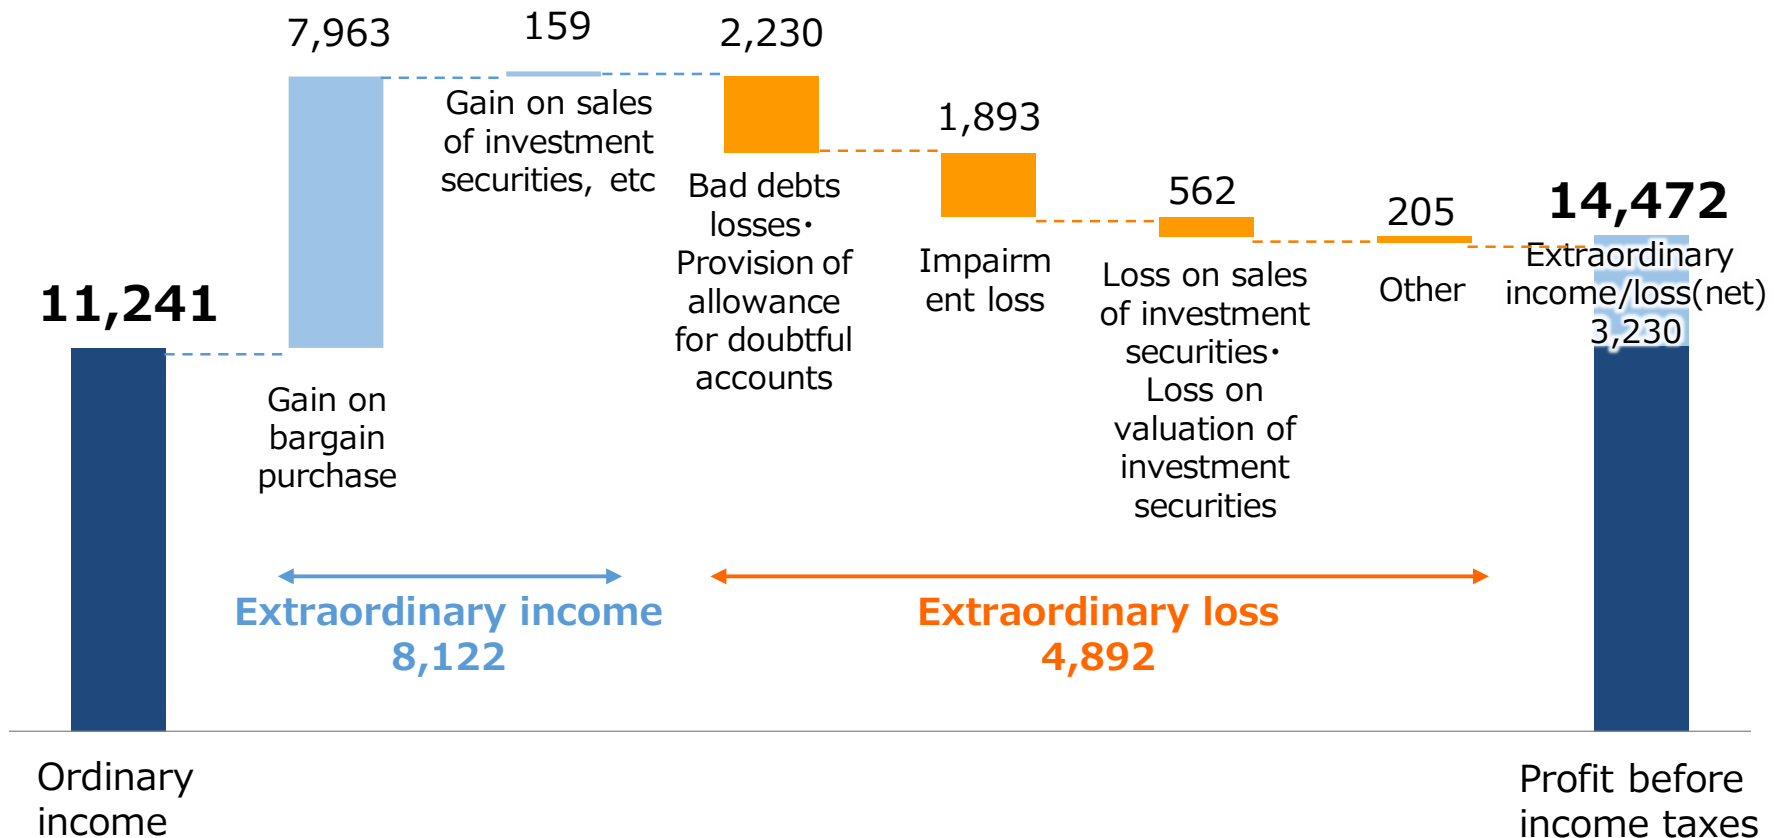 11,241
Ordinary
income
7,963
Gain on
bargain
purchase
159
Gain on sales
of investment
securities, etc
Extraordinary income
8,122
2,230
Bad debts
losses・
Provision of
allowance
for doubtful
accounts
1,893
Impairm
ent loss
562
Loss on sales
of investment
securities・
Loss on
valuation of
investment
securities
205
Other
Extraordinary loss
4,892
14,472
Extraordinary
income/loss(net)
3,230
Profit before
income taxes